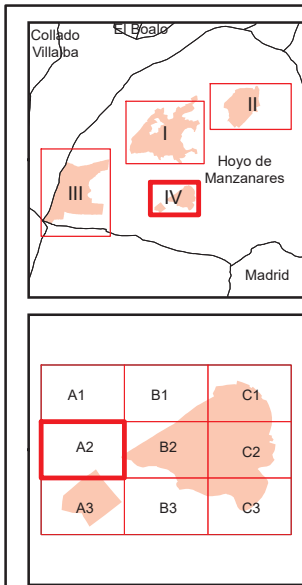 El Boalo
Collado
Villalba
I
II
III
IV
Hoyo de
Manzanares
Madrid
A1 B1 C1
A2 B2 C2
A3 B3 C3